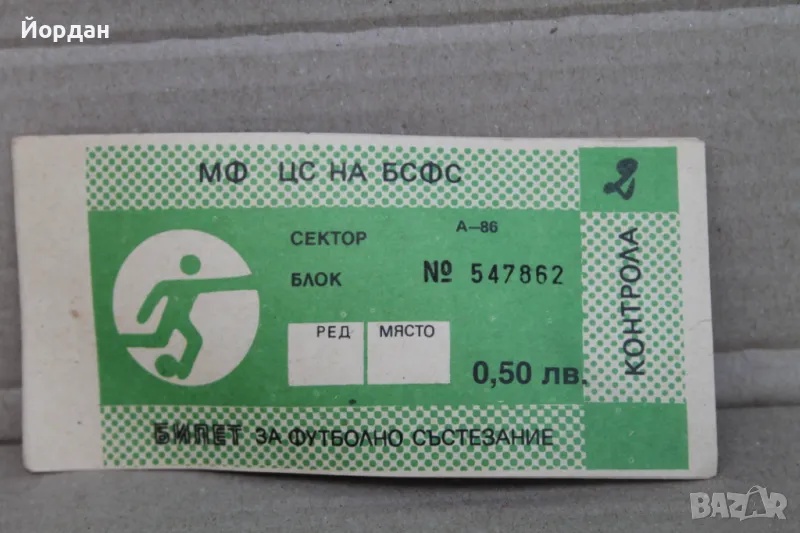 Йордан
МФ ЦС НА БСФС
2
СЕКТОР
А-86
БЛОК
№ 547862
РЕД
МЯСТО
0,50 лв.
КОНТРОЛА
БИЛЕТ ЗА ФУТБОЛНО СЪСТЕЗАНИЕ
BAZAR